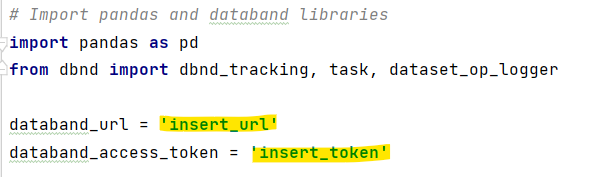 # Import pandas and databand libraries
import pandas as pd
from dbnd import dbnd_tracking, task, dataset_op_logger
databand_url = 'insert_url'
databand_access_token = 'insert_token'